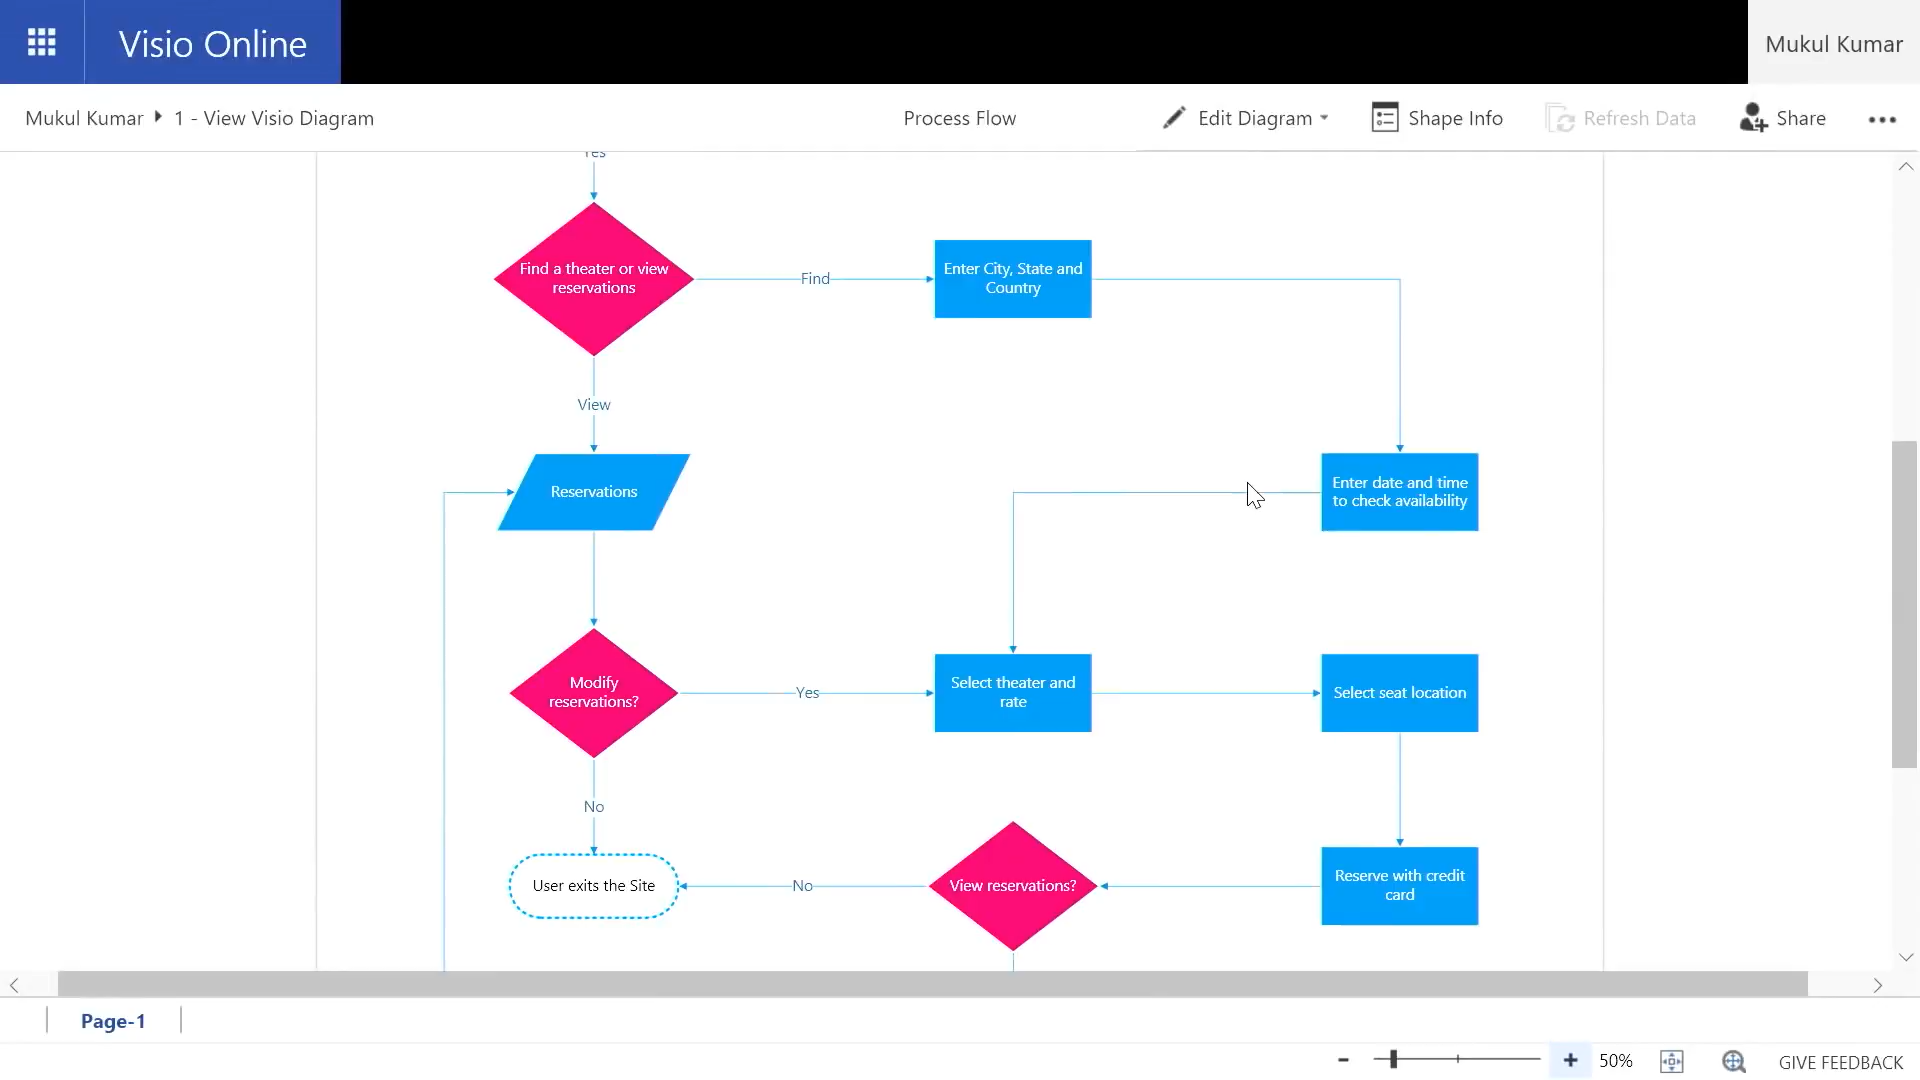 Visio Online
Mukul Kumar
Mukul Kumar
1 - View Visio Diagram
Process Flow
Edit Diagram
Shape Info
Refresh Data
Share
Yes
Find a theater or view
reservations
Find
Enter City, State and
Country
View
Reservations
Enter date and time
to check availability
Modify
reservations?
Yes
Select theater and
rate
Select seat location
No
User exits the Site
No
View reservations?
Reserve with credit
card
Page-1
50%
GIVE FEEDBACK